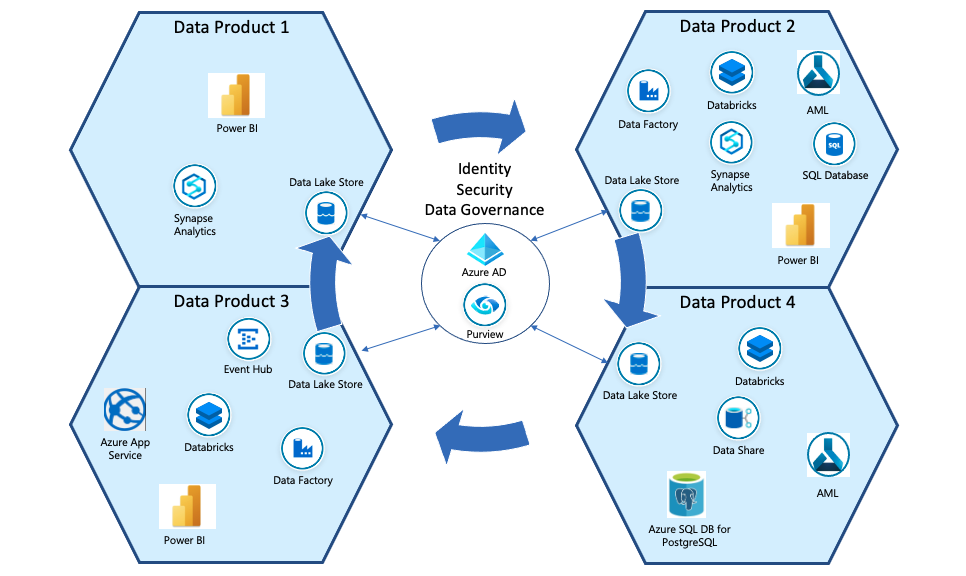 Data Product 1
Power BI
Data Lake Store
Synapse
Analytics
Data Product 2
Databricks
AML
Data Factory
SQL
Synapse
Analytics
SQL Database
Data Lake Store
Power BI
Identity
Security
Data Governance
Azure AD
Purview
Data Product 3
Event Hub
Data Lake Store
Azure App
Service
Databricks
Data Factory
Power BI
Data Product 4
Databricks
Data Lake Store
Data Share
AML
Azure SQL DB for
PostgreSQL